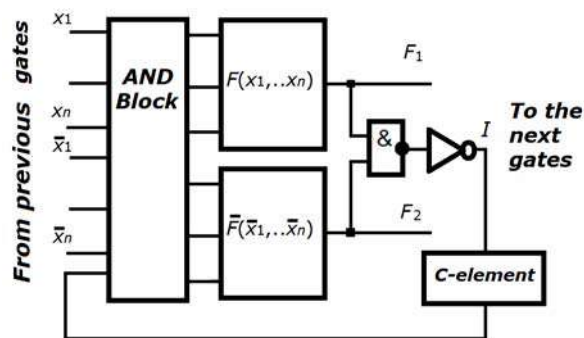 From previous gates
x1
xn
x̄1
x̄n
AND
Block
F(x1,..xn)
F̄(x̄1,..x̄n)
F1
&
F2
I
To the
next
gates
C-element